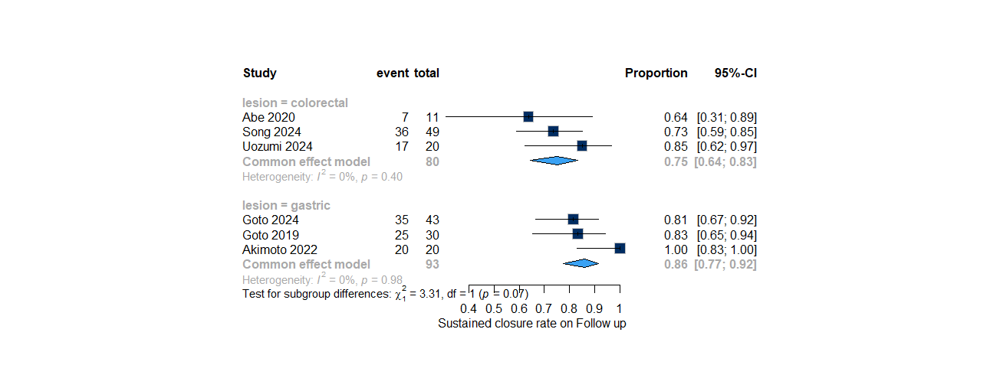 Study event total Proportion 95%-CI
lesion = colorectal
Abe 2020 7 11 0.64 [0.31; 0.89]
Song 2024 36 49 0.73 [0.59; 0.85]
Uozumi 2024 17 20 0.85 [0.62; 0.97]
Common effect model 80 0.75 [0.64; 0.83]
Heterogeneity: I² = 0%, p = 0.40
lesion = gastric
Goto 2024 35 43 0.81 [0.67; 0.92]
Goto 2019 25 30 0.83 [0.65; 0.94]
Akimoto 2022 20 20 1.00 [0.83; 1.00]
Common effect model 93 0.86 [0.77; 0.92]
Heterogeneity: I² = 0%, p = 0.98
Test for subgroup differences: χ²₁ = 3.31, df = 1 (p = 0.07)
0.4 0.5 0.6 0.7 0.8 0.9 1
Sustained closure rate on Follow up